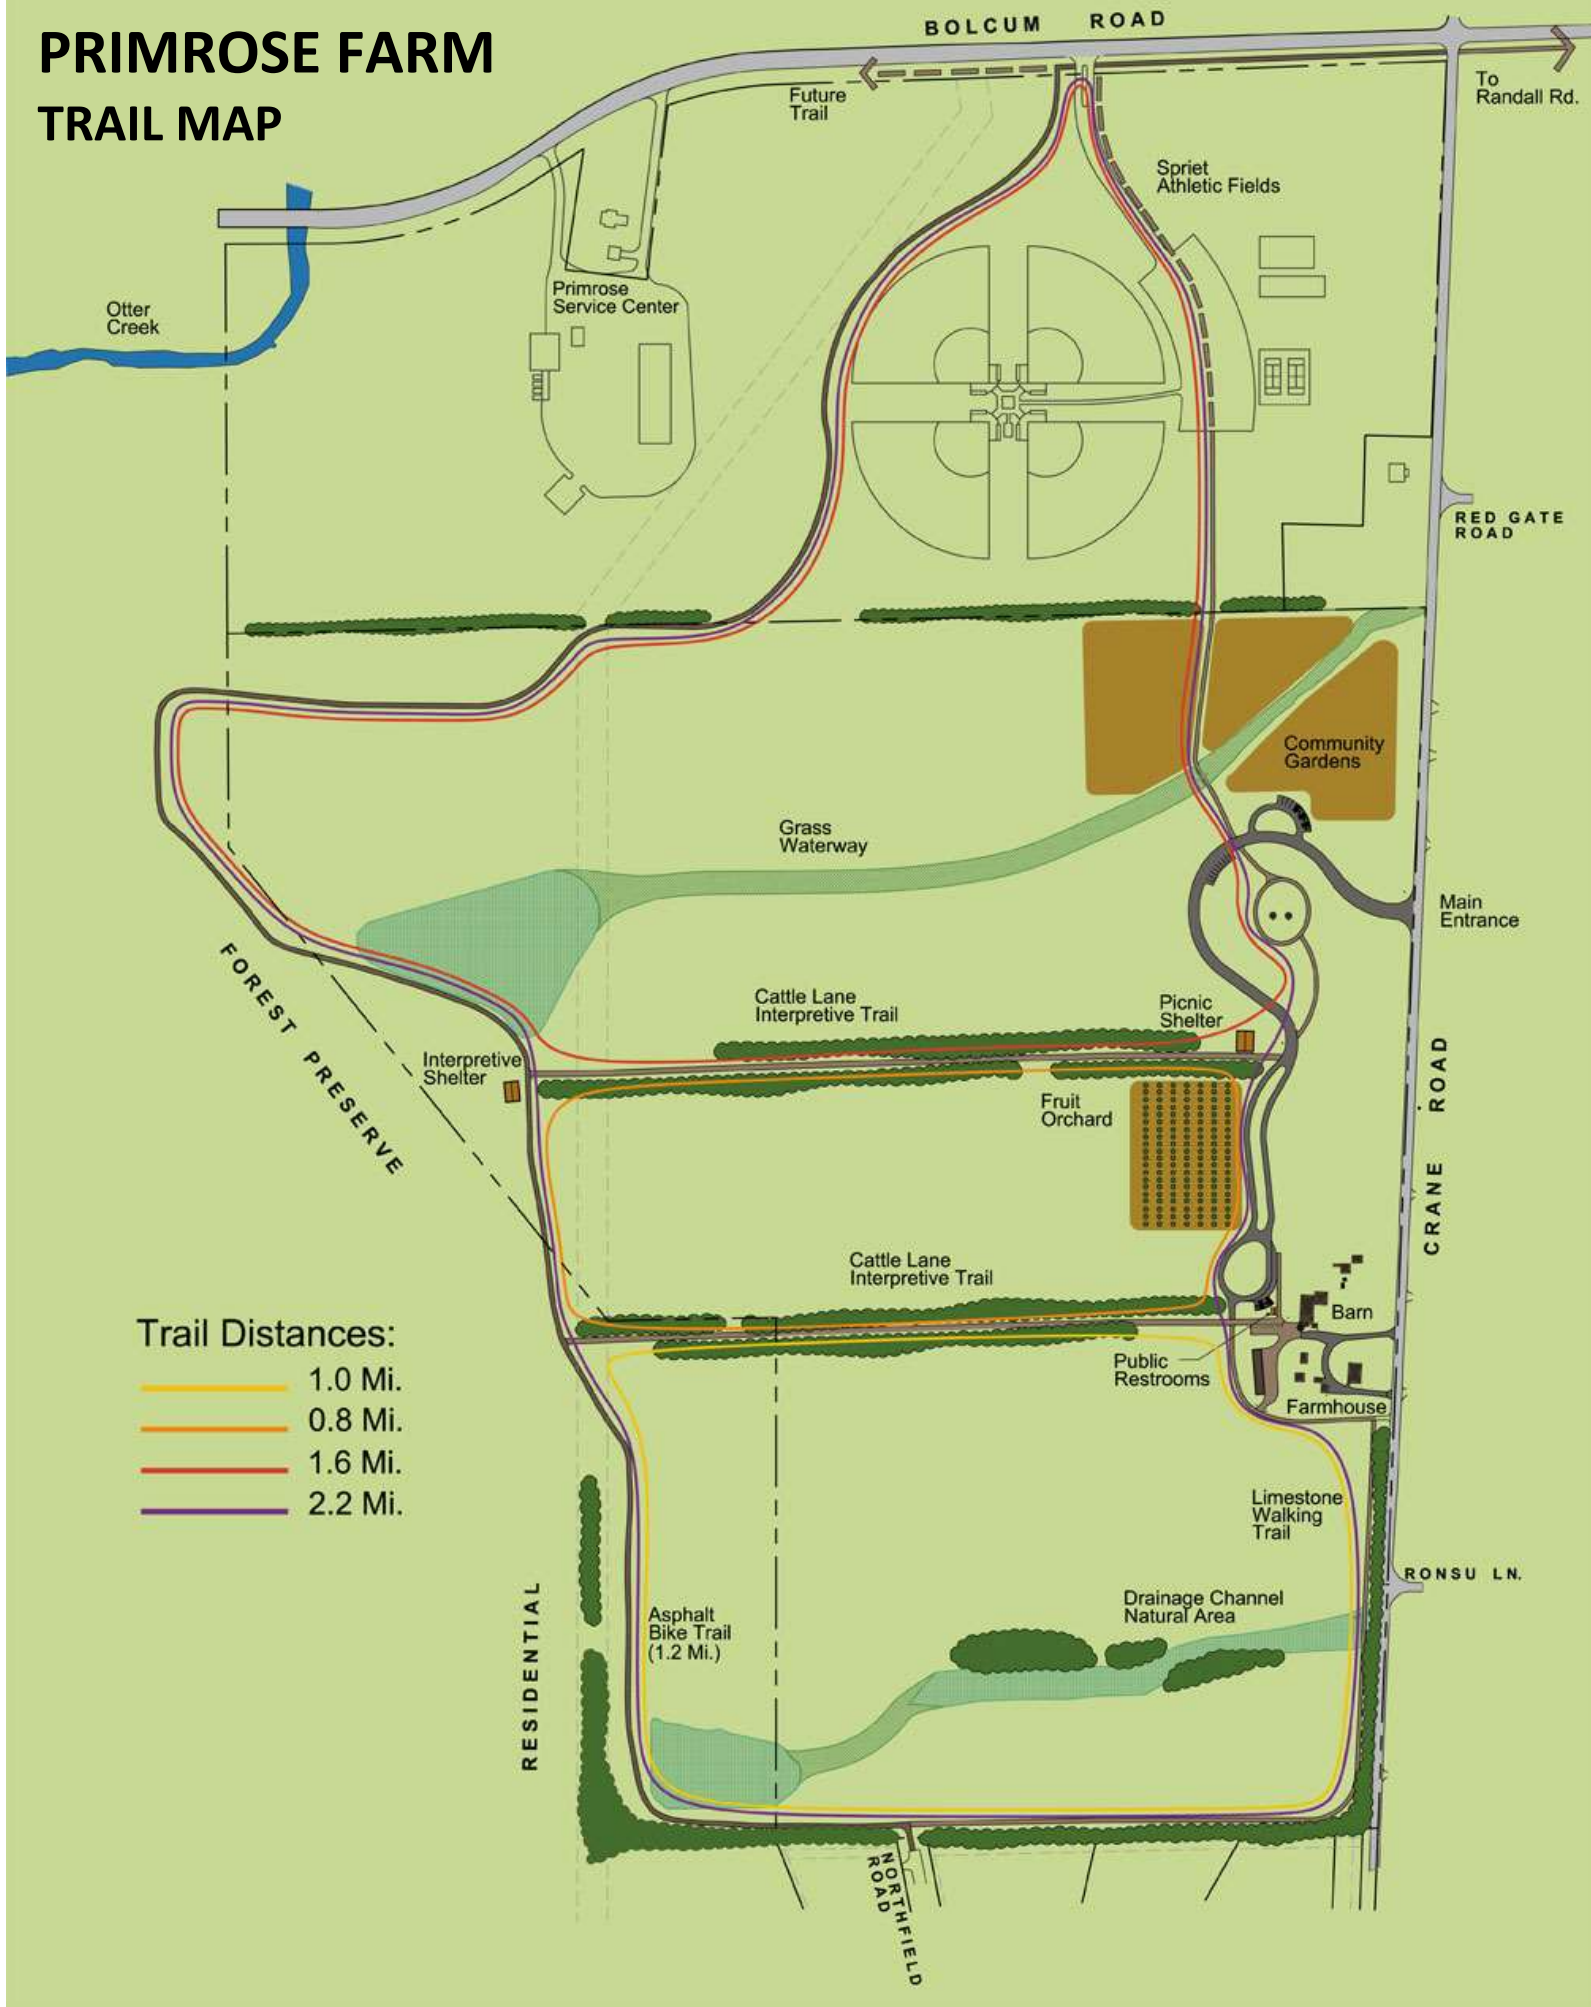 PRIMROSE FARM
TRAIL MAP
BOLCUM ROAD
To
Randall Rd.
Future
Trail
Spriet
Athletic Fields
Otter
Creek
Primrose
Service Center
RED GATE
ROAD
Community
Gardens
Grass
Waterway
Main
Entrance
FOREST PRESERVE
Cattle Lane
Interpretive Trail
Picnic
Shelter
Interpretive
Shelter
Fruit
Orchard
CRANE ROAD
Cattle Lane
Interpretive Trail
Barn
Public
Restrooms
Farmhouse
Trail Distances:
1.0 Mi.
0.8 Mi.
1.6 Mi.
2.2 Mi.
Limestone
Walking
Trail
RONSU LN.
Drainage Channel
Natural Area
Asphalt
Bike Trail
(1.2 Mi.)
RESIDENTIAL
NORTHFIELD
ROAD